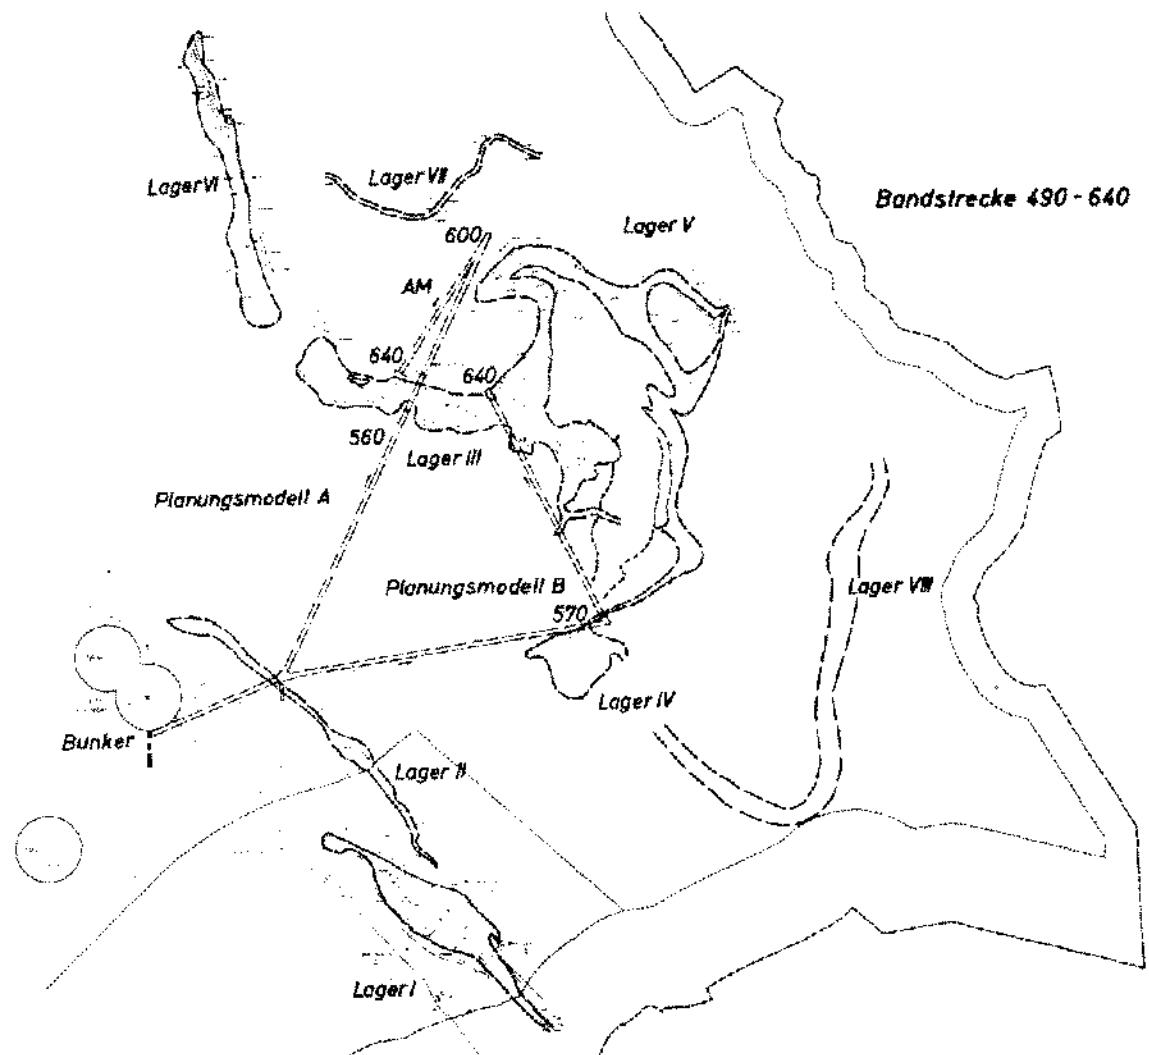 Lager VI
Lager VII
Bandstrecke 490 - 640
Lager V
600
AM
640
640
560
Lager III
Planungsmodell A
Planungsmodell B
570
Lager VIII
Lager IV
Bunker
Lager II
Lager I